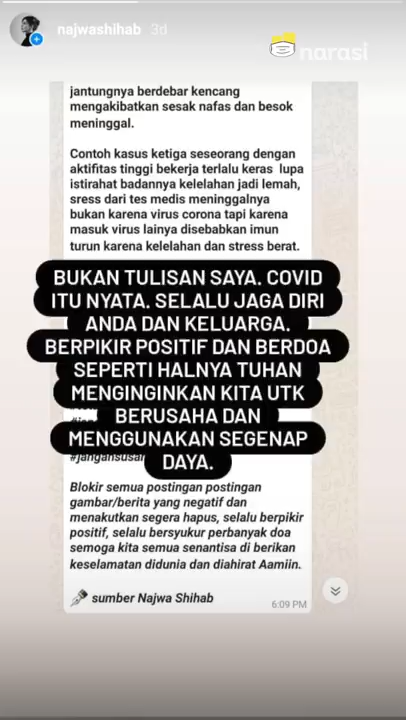 najwashihab 3d
narasi
jantungnya berdebar kencang
mengakibatkan sesak nafas dan besok
meninggal.
Contoh kasus ketiga seseorang dengan
aktifitas tinggi bekerja terlalu keras lupa
istirahat badannya kelelahan jadi lemah,
sress dari tes medis meninggalnya
bukan karena virus corona tapi karena
masuk virus lainya disebabkan imun
turun karena kelelahan dan stress berat.
BUKAN TULISAN SAYA. COVID
ITU NYATA. SELALU JAGA DIRI
ANDA DAN KELUARGA.
BERPIKIR POSITIF DAN BERDOA
SEPERTI HALNYA TUHAN
MENGINGINKAN KITA UTK
BERUSAHA DAN
MENGGUNAKAN SEGENAP
DAYA.
#jangansusah
Blokir semua postingan postingan
gambar/berita yang negatif dan
menakutkan segera hapus, selalu berpikir
positif, selalu bersyukur perbanyak doa
semoga kita semua senantisa di berikan
keselamatan didunia dan diahirat Aamiin.
sumber Najwa Shihab
6:09 PM